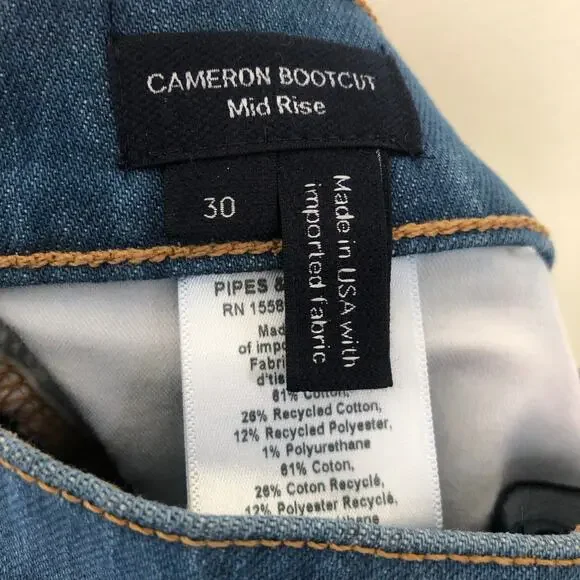 CAMERON BOOTCUT
Mid Rise
30
Made in USA with
imported fabric
PIPES &
RN 1558
Mad
of impo
Fabri
d'tis
61% Cotton,
26% Recycled Cotton,
12% Recycled Polyester,
1% Polyurethane
61% Coton,
26% Coton Recyclé,
12% Polyester Recyclé,
thane